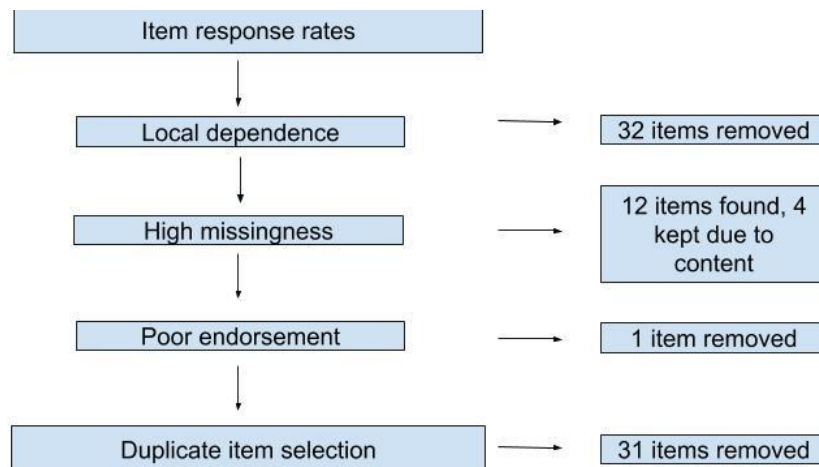 Item response rates
Local dependence
32 items removed
High missingness
12 items found, 4
kept due to
content
Poor endorsement
1 item removed
Duplicate item selection
31 items removed